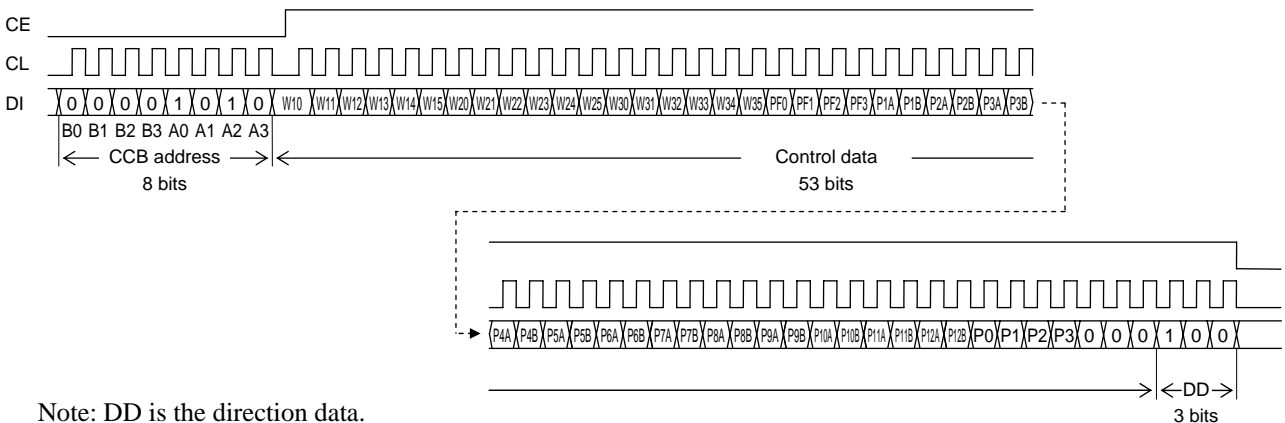 CE
CL
DI 0 0 0 0 1 0 1 0 W10 W11 W12 W13 W14 W15 W20 W21 W22 W23 W24 W25 W30 W31 W32 W33 W34 W35 PF0 PF1 PF2 PF3 P1A P1B P2A P2B P3A P3B
B0 B1 B2 B3 A0 A1 A2 A3
CCB address Control data
8 bits 53 bits
P4A P4B P5A P5B P6A P6B P7A P7B P8A P8B P9A P9B P10A P10B P11A P11B P12A P12B P0 P1 P2 P3 0 0 0 1 0 0
DD
Note: DD is the direction data. 3 bits